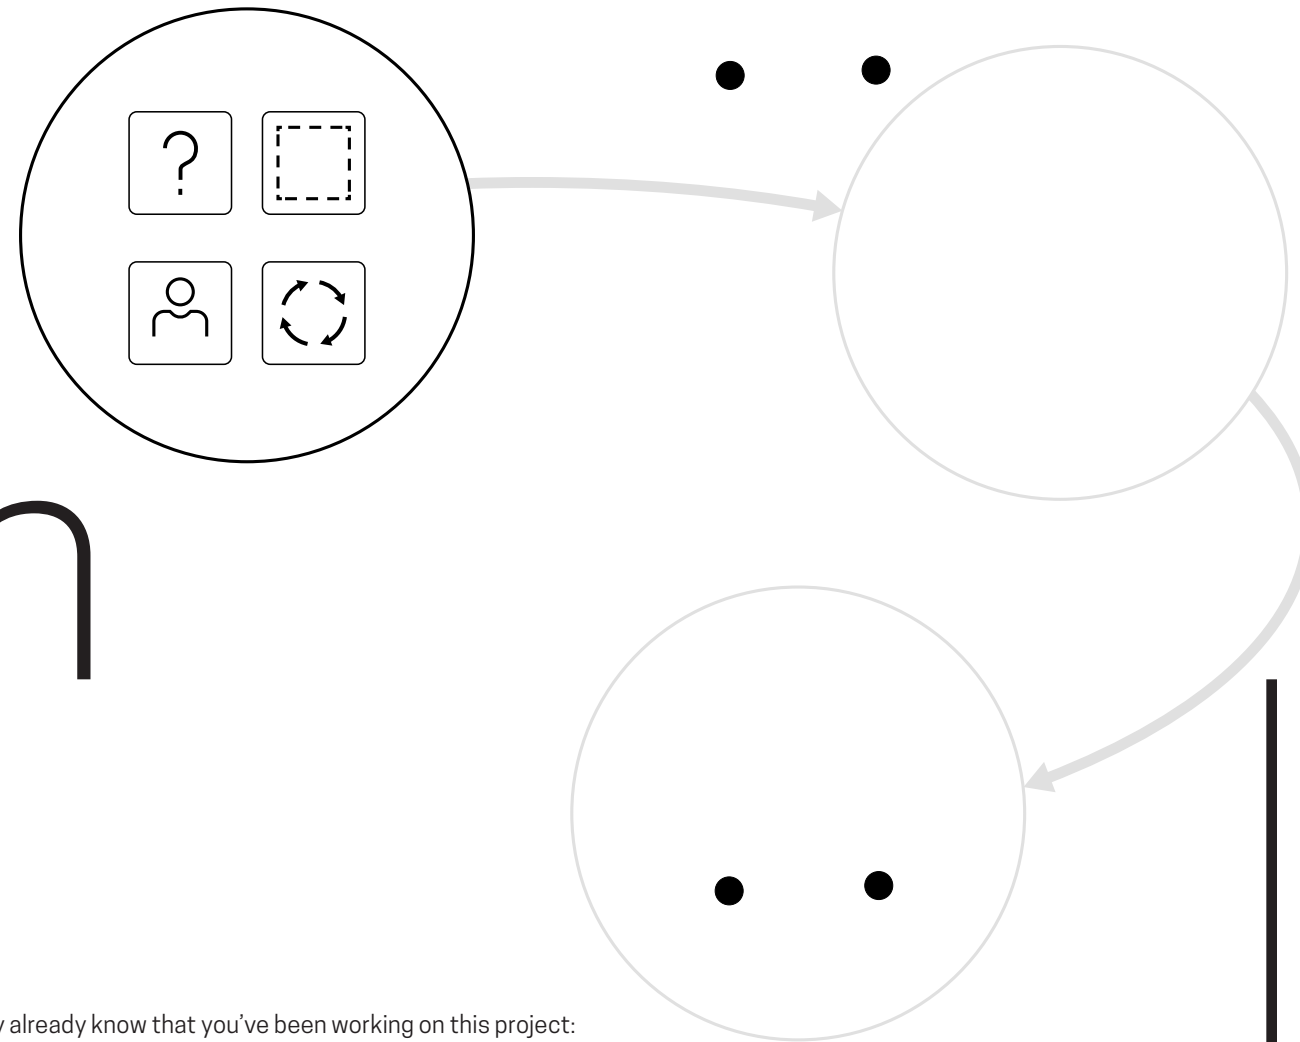 ?
y already know that you’ve been working on this project: